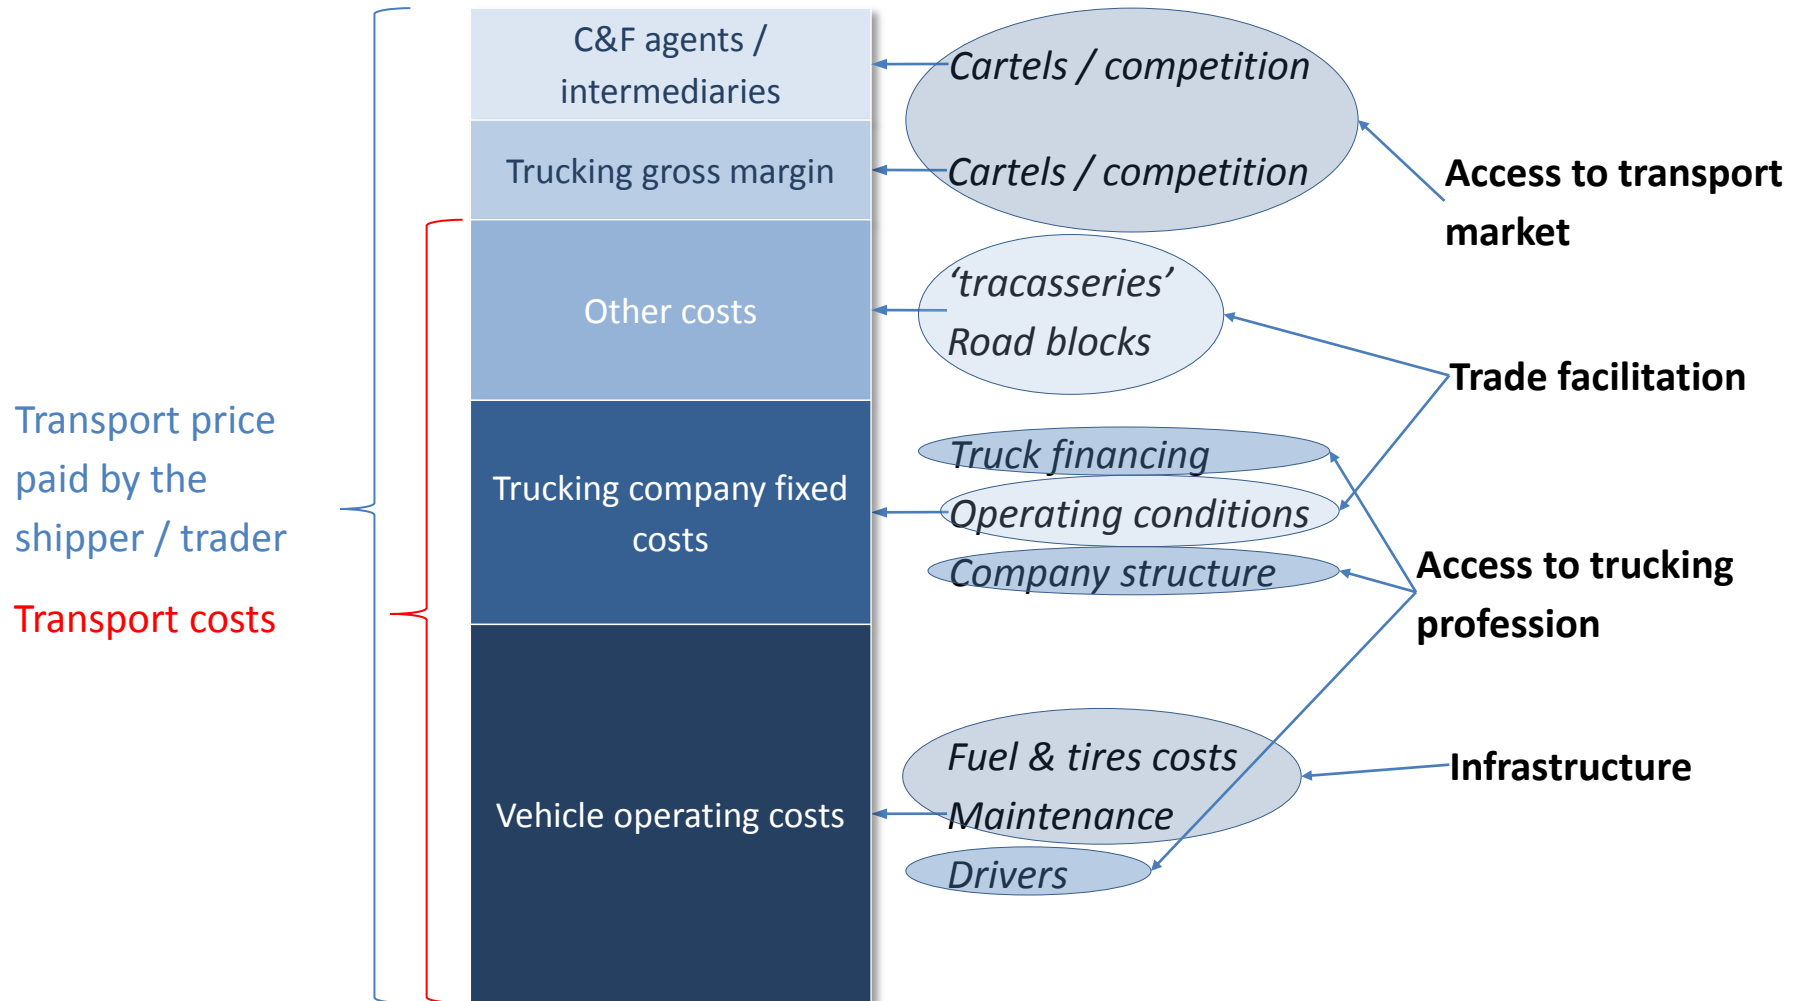 C&F agents /
intermediaries
Trucking gross margin
Other costs
Trucking company fixed
costs
Vehicle operating costs
Transport price
paid by the
shipper / trader
Transport costs
Cartels / competition
Cartels / competition
‘tracasseries’
Road blocks
Truck financing
Operating conditions
Company structure
Fuel & tires costs
Maintenance
Drivers
Access to transport
market
Trade facilitation
Access to trucking
profession
Infrastructure